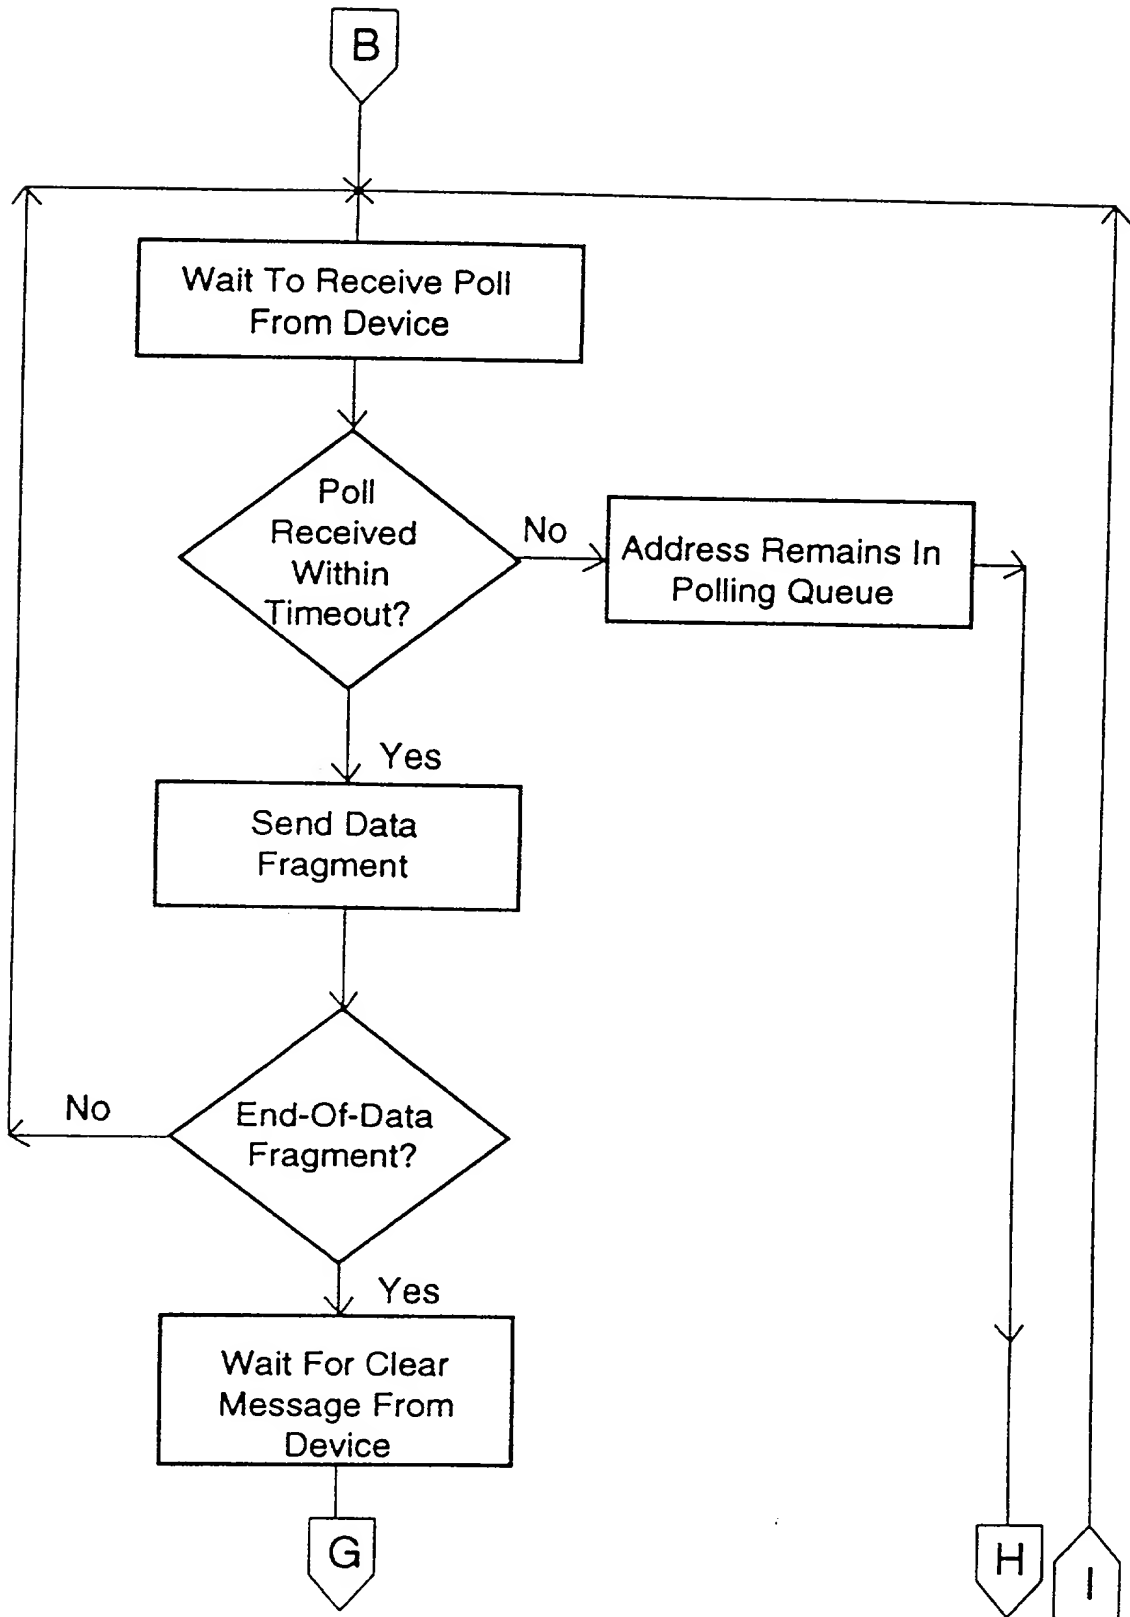 B
Wait To Receive Poll
From Device
Poll
Received
Within
Timeout?
No
Address Remains In
Polling Queue
Yes
Send Data
Fragment
No
End-Of-Data
Fragment?
Yes
Wait For Clear
Message From
Device
G
H
I